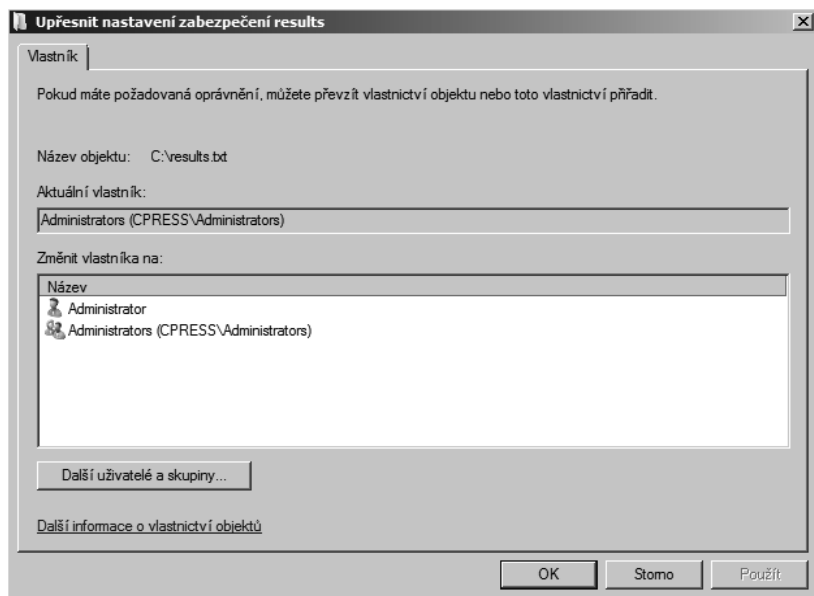 Upřesnit nastavení zabezpečení results
Vlastník
Pokud máte požadovaná oprávnění, můžete převzít vlastnictví objektu nebo toto vlastnictví přiřadit.
Název objektu: C:\results.txt
Aktuální vlastník:
Administrators (CPRESS\Administrators)
Změnit vlastníka na:
Název
Administrator
Administrators (CPRESS\Administrators)
Další uživatelé a skupiny...
Další informace o vlastnictví objektů
OK Storno Použít